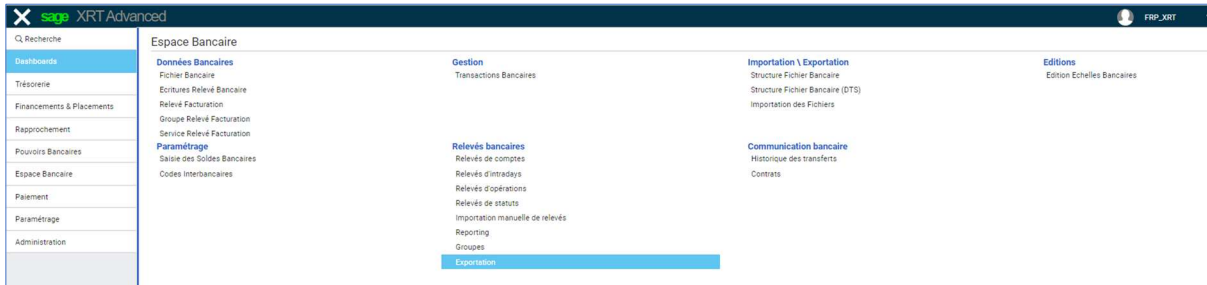 sage XRT Advanced
FRP_XRT
Recherche
Dashboards
Trésorerie
Financements & Placements
Rapprochement
Pouvoirs Bancaires
Espace Bancaire
Paiement
Paramétrage
Administration
Espace Bancaire
Données Bancaires
Fichier Bancaire
Ecritures Relevé Bancaire
Relevé Facturation
Groupe Relevé Facturation
Service Relevé Facturation
Gestion
Transactions Bancaires
Importation \ Exportation
Structure Fichier Bancaire
Structure Fichier Bancaire (DTS)
Importation des Fichiers
Editions
Edition Echelles Bancaires
Paramétrage
Saisie des Soldes Bancaires
Codes Interbancaires
Relevés bancaires
Relevés de comptes
Relevés d'intradays
Relevés d'opérations
Relevés de statuts
Importation manuelle de relevés
Reporting
Groupes
Exportation
Communication bancaire
Historique des transferts
Contrats